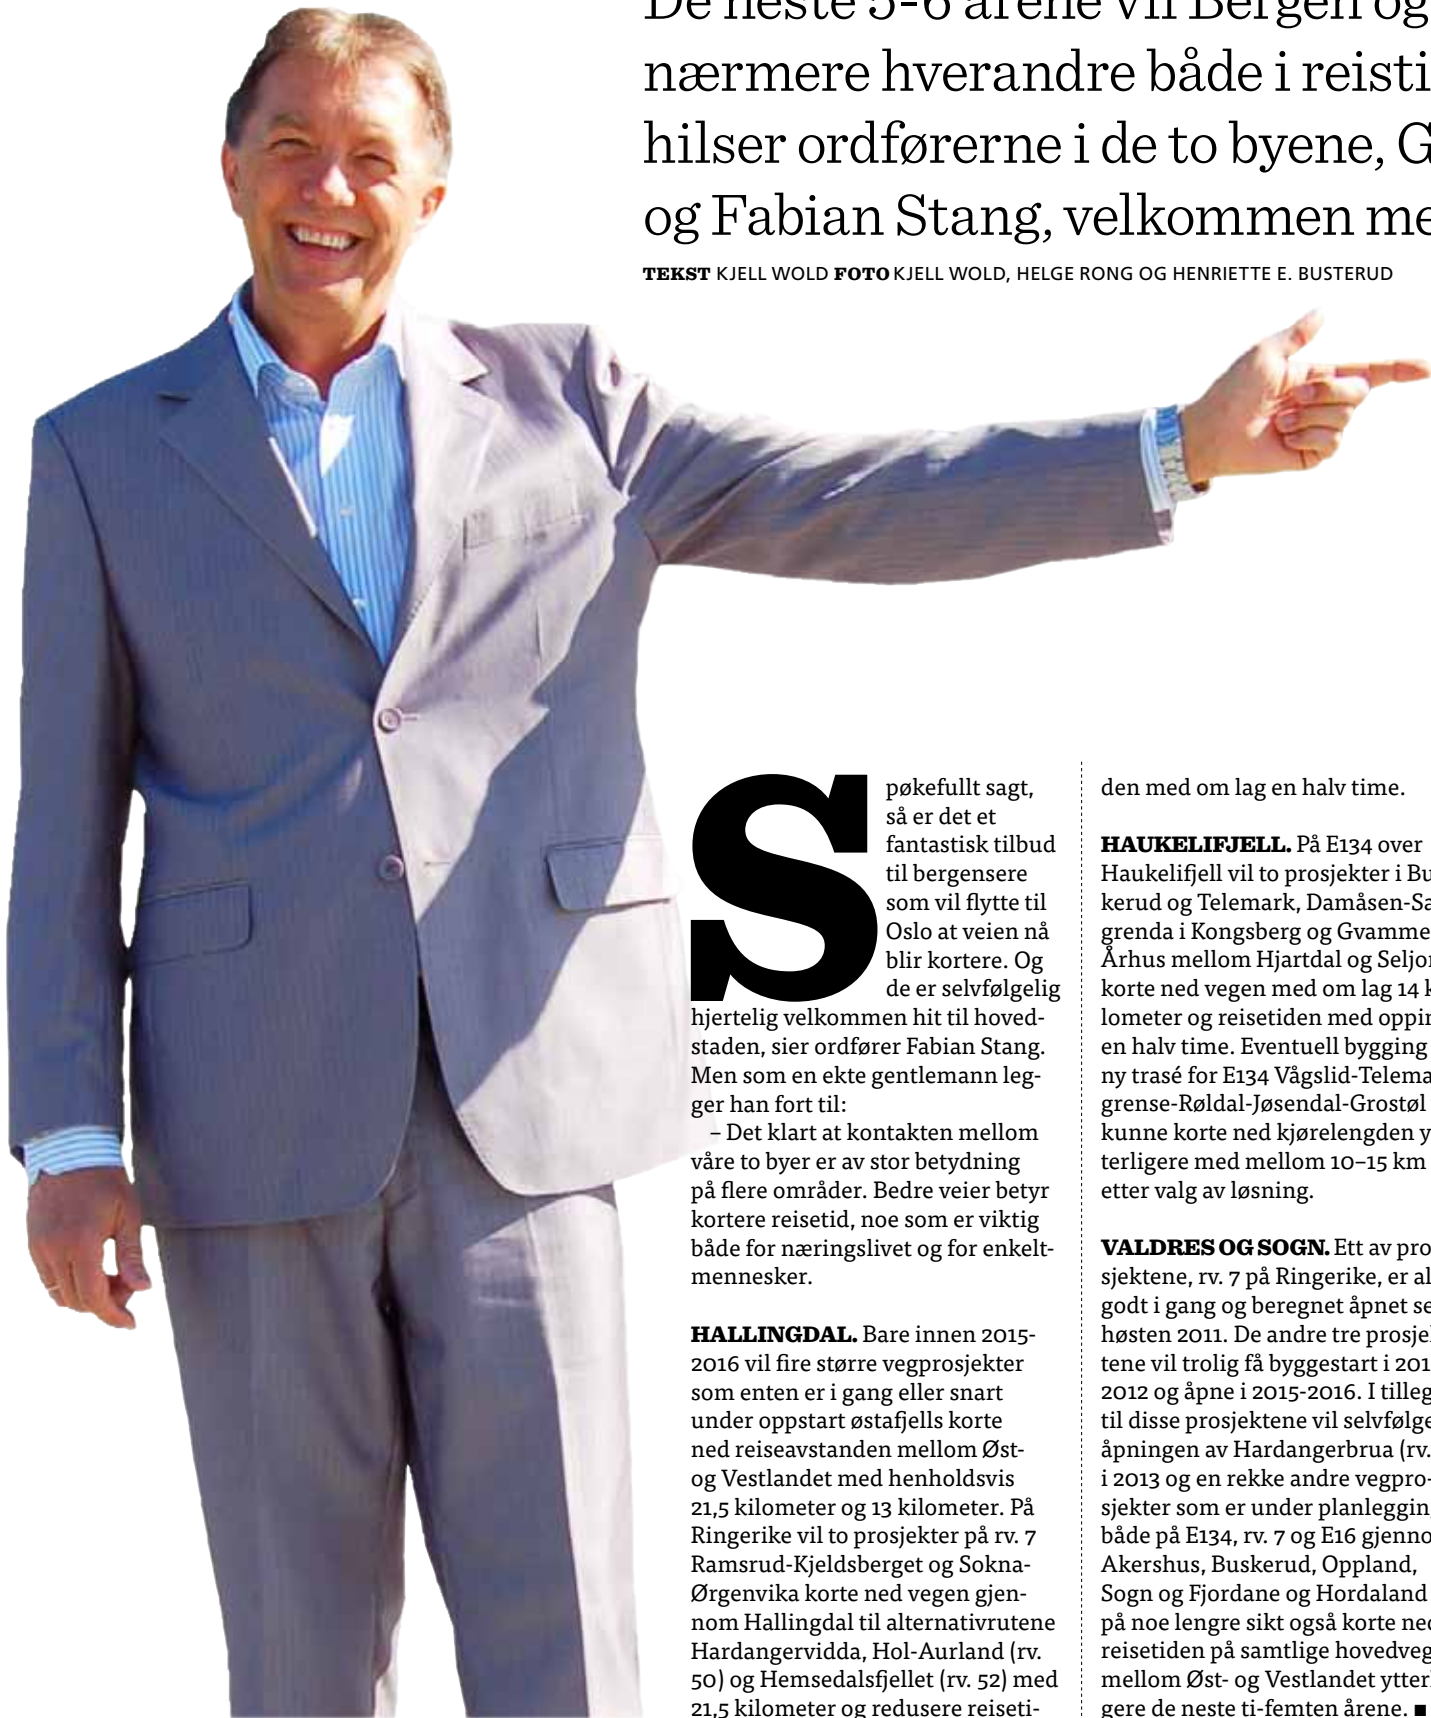 De neste 5-6 årene vil Bergen og
nærmere hverandre både i reisti
hilser ordførerne i de to byene, G
og Fabian Stang, velkommen me
TEKST KJELL WOLD FOTO KJELL WOLD, HELGE RONG OG HENRIETTE E. BUSTERUD
Spøkefullt sagt,
så er det et
fantastisk tilbud
til bergensere
som vil flytte til
Oslo at veien nå
blir kortere. Og
de er selvfølgelig
hjertelig velkommen hit til hoved-
staden, sier ordfører Fabian Stang.
Men som en ekte gentlemann leg-
ger han fort til:
– Det klart at kontakten mellom
våre to byer er av stor betydning
på flere områder. Bedre veier betyr
kortere reisetid, noe som er viktig
både for næringslivet og for enkelt-
mennesker.
HALLINGDAL. Bare innen 2015-
2016 vil fire større vegprosjekter
som enten er i gang eller snart
under oppstart østafjells korte
ned reiseavstanden mellom Øst-
og Vestlandet med henholdsvis
21,5 kilometer og 13 kilometer. På
Ringerike vil to prosjekter på rv. 7
Ramsrud-Kjeldsberget og Sokna-
Ørgenvika korte ned vegen gjen-
nom Hallingdal til alternativrutene
Hardangervidda, Hol-Aurland (rv.
50) og Hemsedalsfjellet (rv. 52) med
21,5 kilometer og redusere reiseti-
den med om lag en halv time.
HAUKELIFJELL. På E134 over
Haukelifjell vil to prosjekter i Bu
kerud og Telemark, Damåsen-Sa
grenda i Kongsberg og Gvamme
Århus mellom Hjartdal og Seljor
korte ned vegen med om lag 14 k
lometer og reisetiden med oppin
en halv time. Eventuell bygging
ny trasé for E134 Vågslid-Telema
grense-Røldal-Jøsendal-Grostøl
kunne korte ned kjørelengden y
terligere med mellom 10–15 km
etter valg av løsning.
VALDRES OG SOGN. Ett av pro
sjektene, rv. 7 på Ringerike, er al
godt i gang og beregnet åpnet se
høsten 2011. De andre tre prosje
tene vil trolig få byggestart i 201
2012 og åpne i 2015-2016. I tilleg
til disse prosjektene vil selvfølge
åpningen av Hardangerbrua (rv.
i 2013 og en rekke andre vegpro-
sjekter som er under planleggin
både på E134, rv. 7 og E16 gjenno
Akershus, Buskerud, Oppland,
Sogn og Fjordane og Hordaland
på noe lengre sikt også korte ned
reisetiden på samtlige hovedveg
mellom Øst- og Vestlandet ytterl
gere de neste ti-femten årene. ■